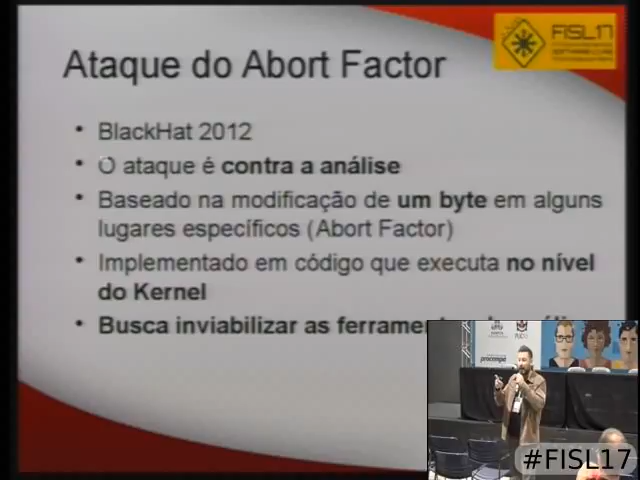 Ataque do Abort Factor
FISL17
• BlackHat 2012
• O ataque é contra a análise
• Baseado na modificação de um byte em alguns
lugares específicos (Abort Factor)
• Implementado em código que executa no nível
do Kernel
• Busca inviabilizar as
procempa
#FISL17